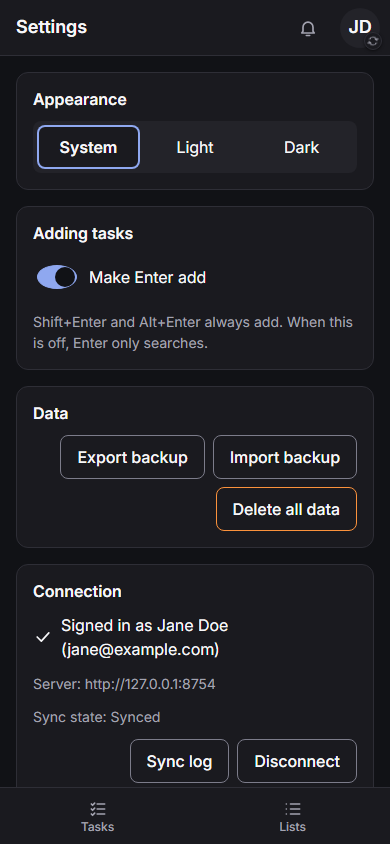 Settings
JD
Appearance
System Light Dark
Adding tasks
Make Enter add
Shift+Enter and Alt+Enter always add. When this
is off, Enter only searches.
Data
Export backup Import backup
Delete all data
Connection
Signed in as Jane Doe
(jane@example.com)
Server: http://127.0.0.1:8754
Sync state: Synced
Sync log Disconnect
Tasks Lists